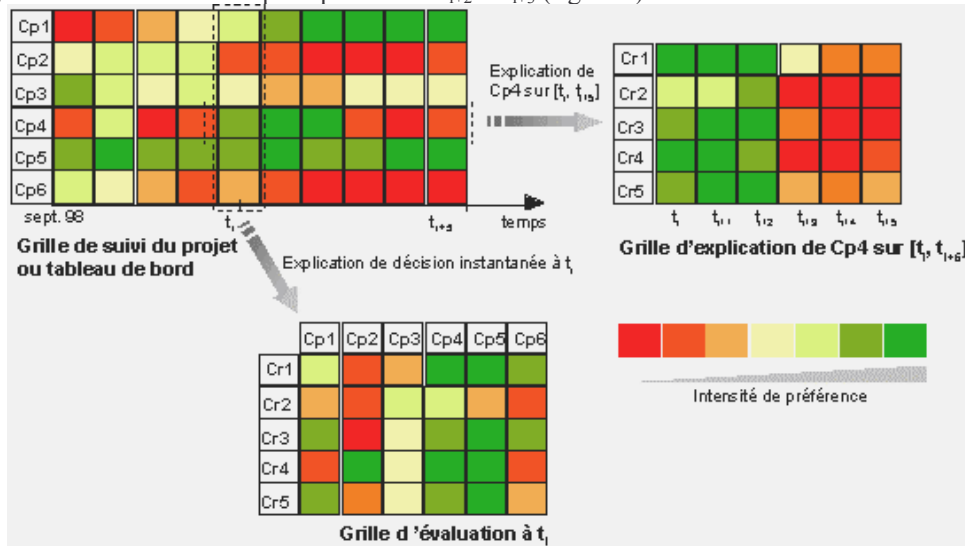 Cp1
Cp2
Cp3
Cp4
Cp5
Cp6
sept. 98
tᵢ
tᵢ₊₅
temps
Grille de suivi du projet
ou tableau de bord
Explication de
Cp4 sur [tᵢ, tᵢ₊₅]
Cr1
Cr2
Cr3
Cr4
Cr5
tᵢ tᵢ₊₁ tᵢ₊₂ tᵢ₊₃ tᵢ₊₄ tᵢ₊₅
Grille d'explication de Cp4 sur [tᵢ, tᵢ₊₆]
Explication de décision instantanée à tᵢ
Cp1 Cp2 Cp3 Cp4 Cp5 Cp6
Cr1
Cr2
Cr3
Cr4
Cr5
Grille d 'évaluation à tᵢ
Intensité de préférence